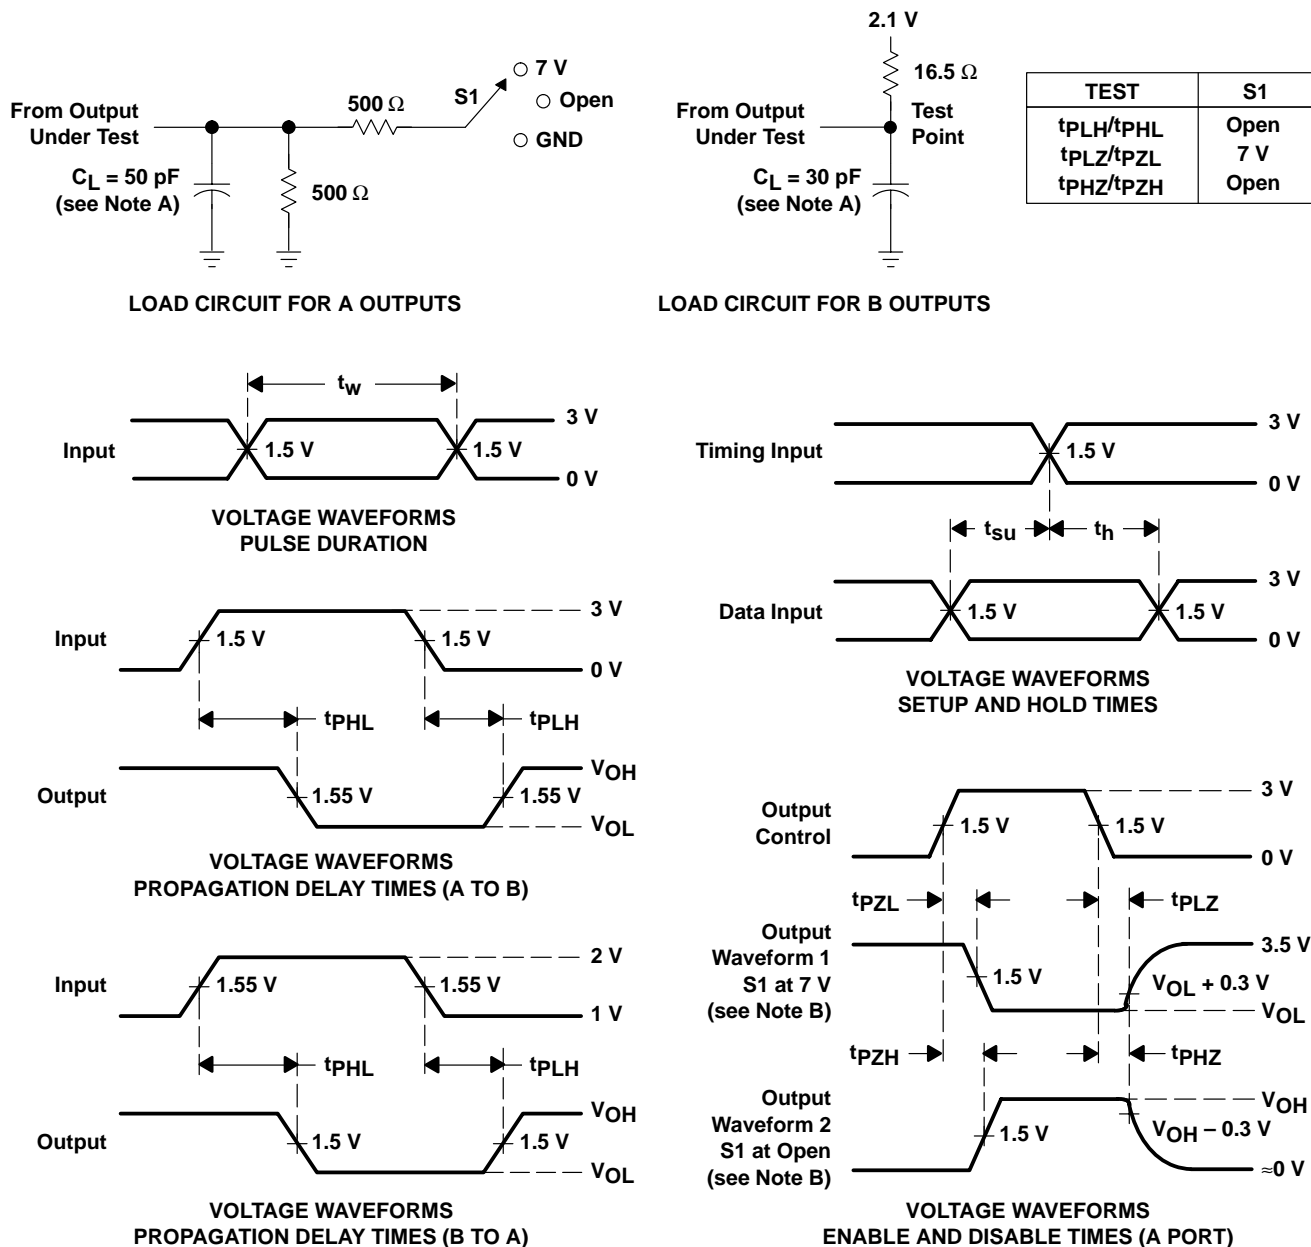 7 V
Open
GND
S1
500 Ω
From Output
Under Test
CL = 50 pF
(see Note A)
500 Ω
LOAD CIRCUIT FOR A OUTPUTS
2.1 V
16.5 Ω
From Output
Under Test
Test
Point
CL = 30 pF
(see Note A)
LOAD CIRCUIT FOR B OUTPUTS
TEST S1
tPLH/tPHL Open
tPLZ/tPZL 7 V
tPHZ/tPZH Open
tw
Input
1.5 V
1.5 V
3 V
0 V
VOLTAGE WAVEFORMS
PULSE DURATION
Timing Input
1.5 V
3 V
0 V
tsu
th
Data Input
1.5 V
1.5 V
3 V
0 V
VOLTAGE WAVEFORMS
SETUP AND HOLD TIMES
Input
1.5 V
1.5 V
3 V
0 V
tPHL
tPLH
Output
1.55 V
1.55 V
VOH
VOL
VOLTAGE WAVEFORMS
PROPAGATION DELAY TIMES (A TO B)
Input
1.55 V
1.55 V
2 V
1 V
tPHL
tPLH
Output
1.5 V
1.5 V
VOH
VOL
VOLTAGE WAVEFORMS
PROPAGATION DELAY TIMES (B TO A)
Output
Control
1.5 V
1.5 V
3 V
0 V
tPZL
tPLZ
Output
Waveform 1
S1 at 7 V
(see Note B)
1.5 V
3.5 V
VOL + 0.3 V
VOL
tPZH
tPHZ
Output
Waveform 2
S1 at Open
(see Note B)
1.5 V
VOH
VOH − 0.3 V
≈0 V
VOLTAGE WAVEFORMS
ENABLE AND DISABLE TIMES (A PORT)